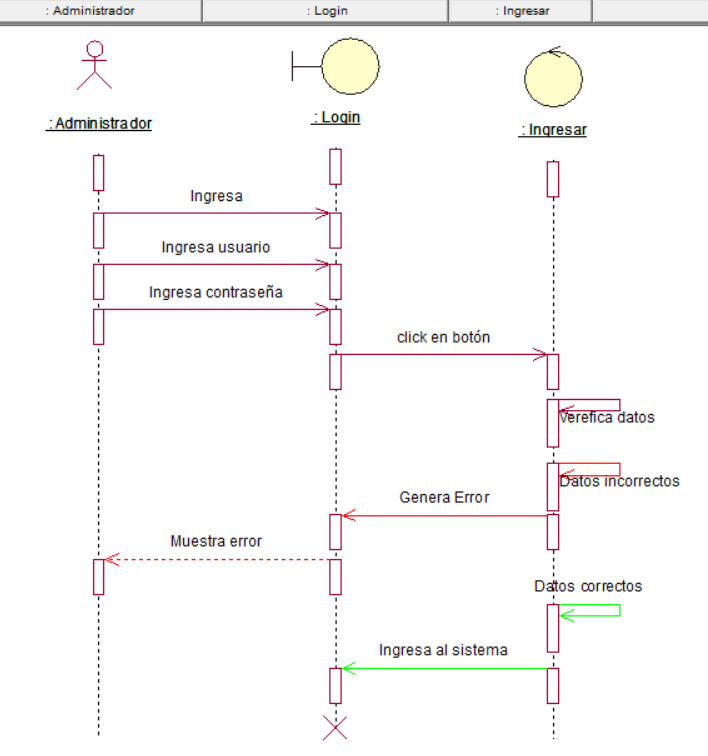 : Administrador
: Login
: Ingresar
: Administrador
: Login
: Ingresar
Ingresa
Ingresa usuario
Ingresa contraseña
click en botón
Verefica datos
Datos incorrectos
Genera Error
Muestra error
Datos correctos
Ingresa al sistema